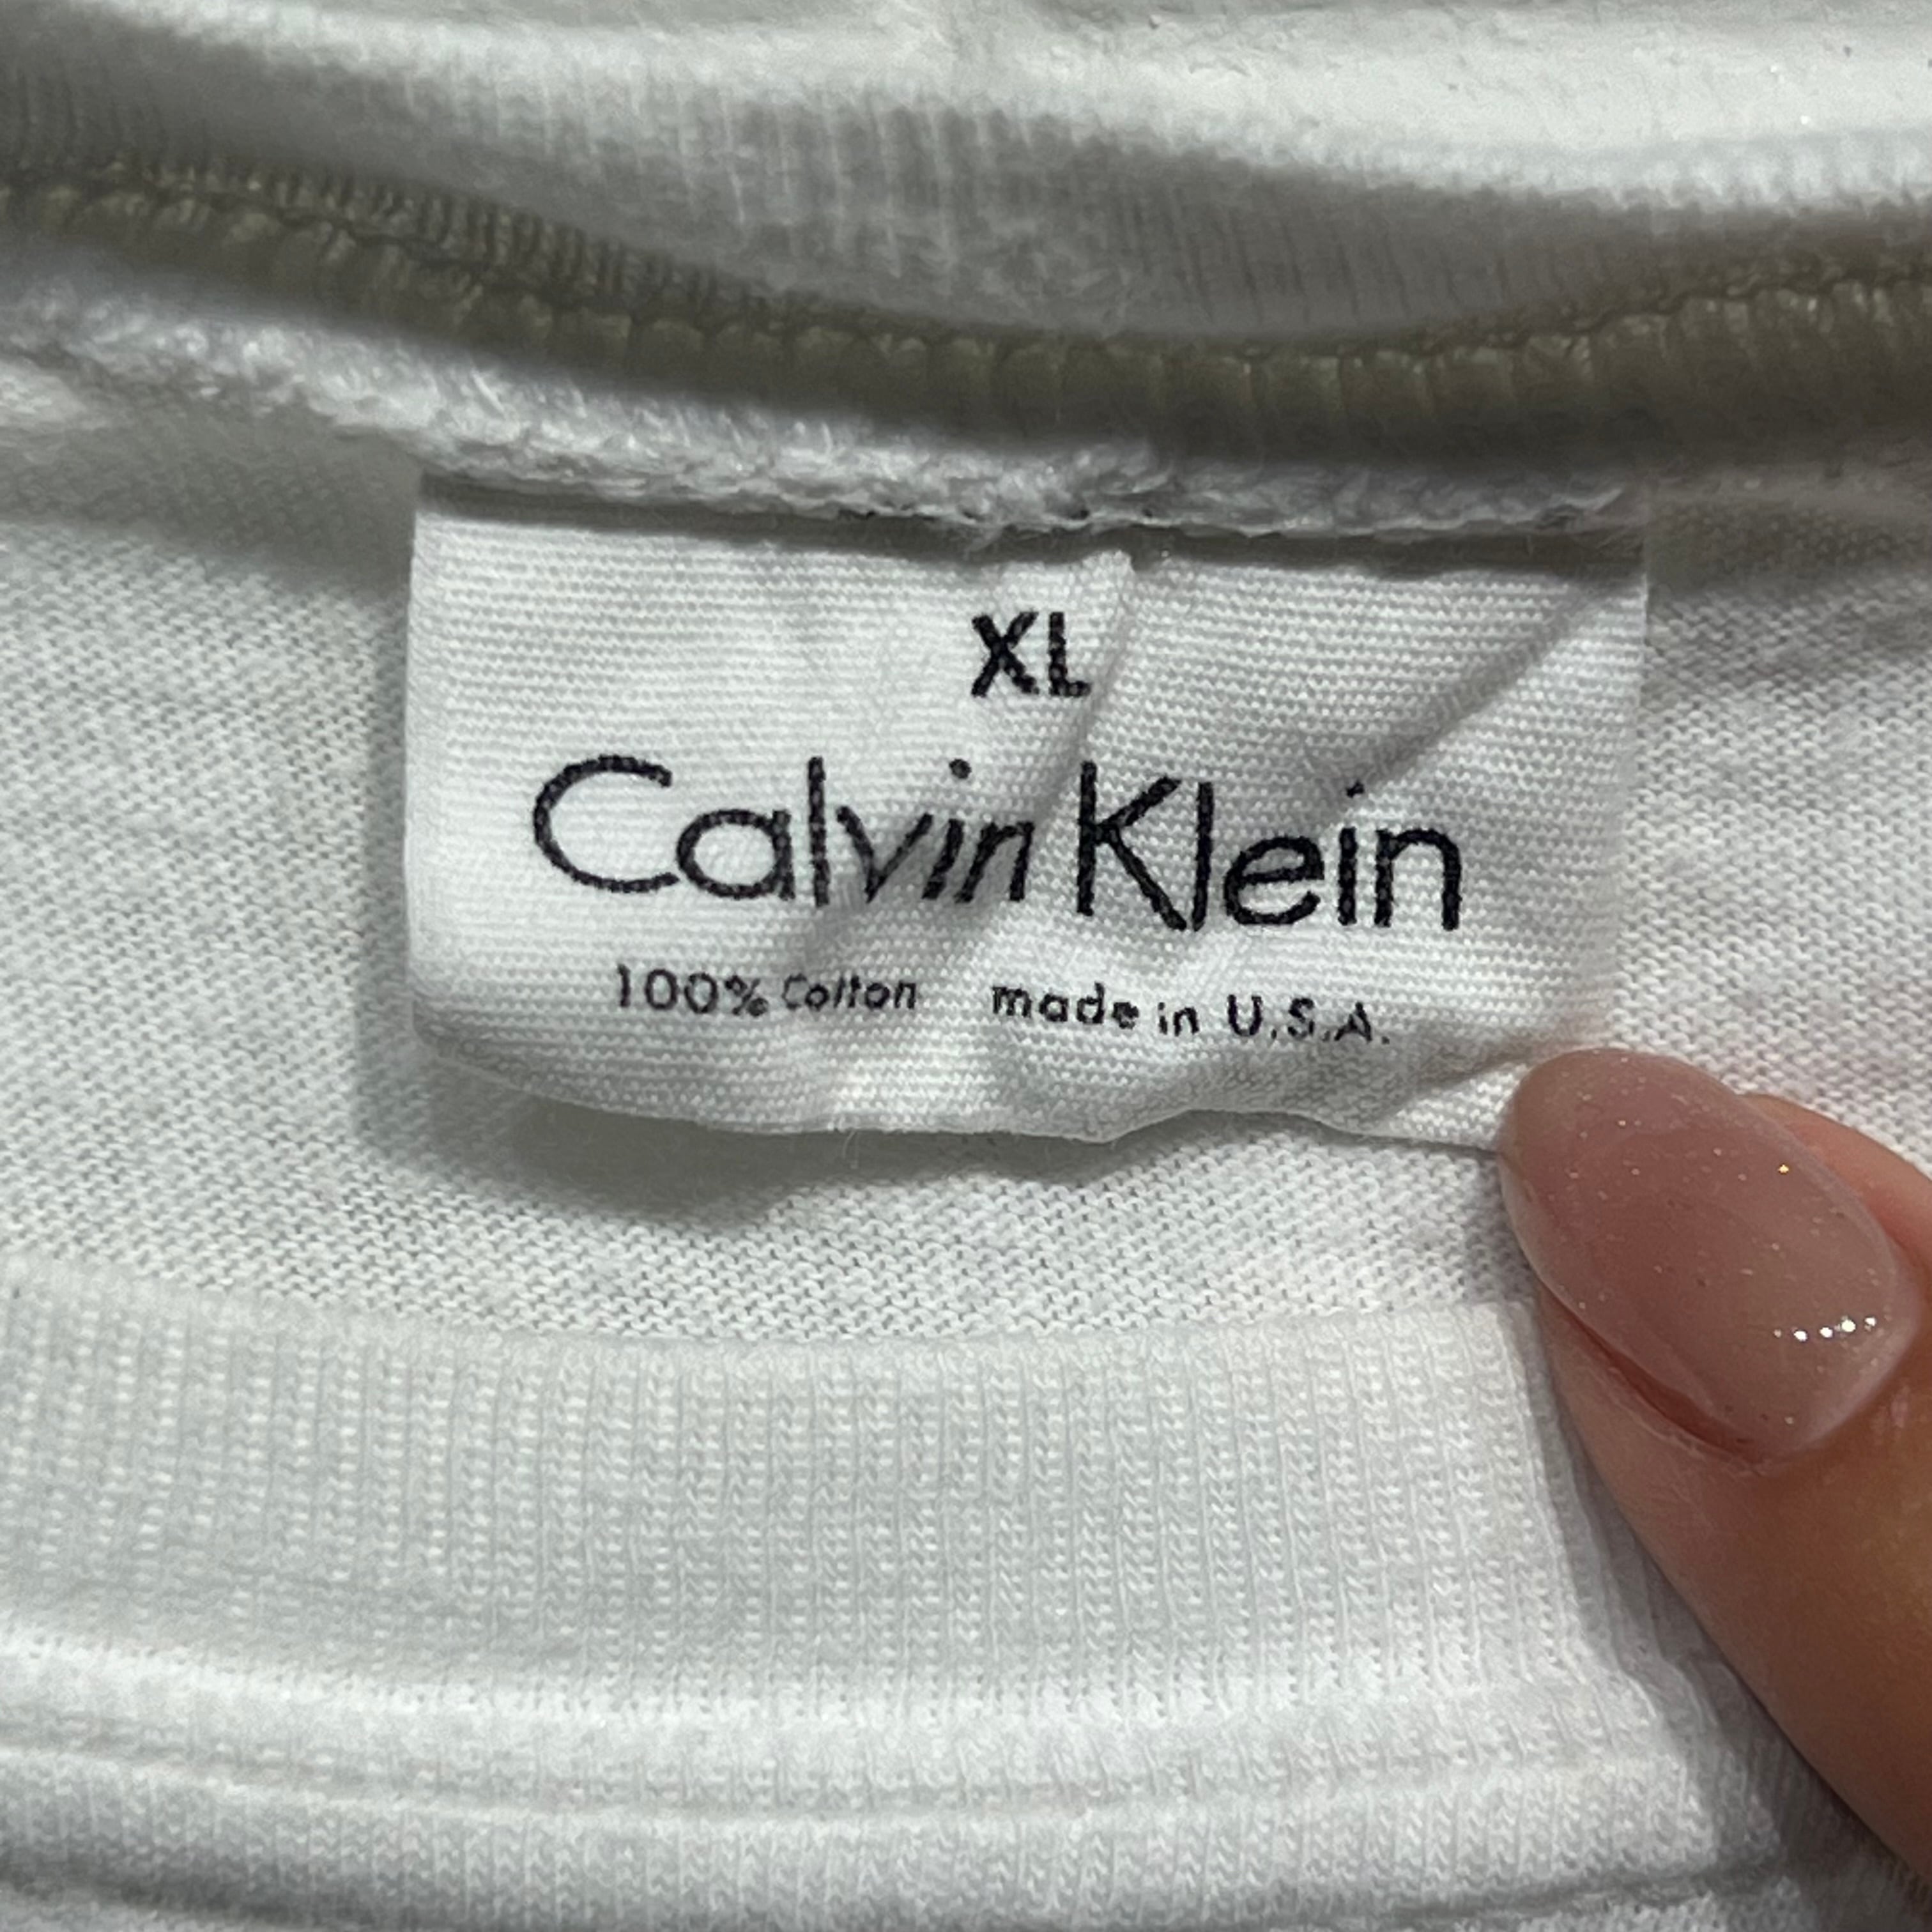 XL
Calvin Klein
100% Cotton made in U.S.A.